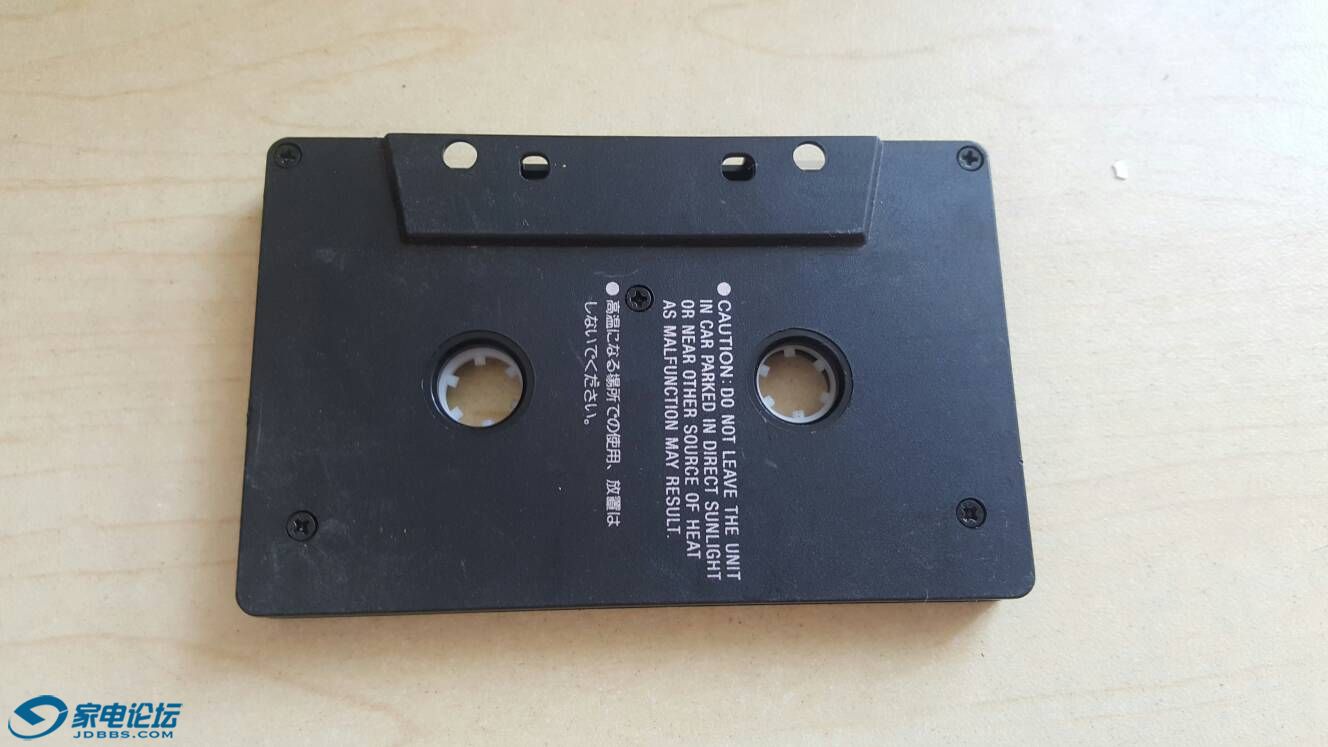 ●CAUTION: DO NOT LEAVE THE UNIT
IN CAR PARKED IN DIRECT SUNLIGHT
OR NEAR OTHER SOURCE OF HEAT
AS MALFUNCTION MAY RESULT.
●高温になる場所での使用、放置は
しないでください。
家电论坛
JDBBS.COM